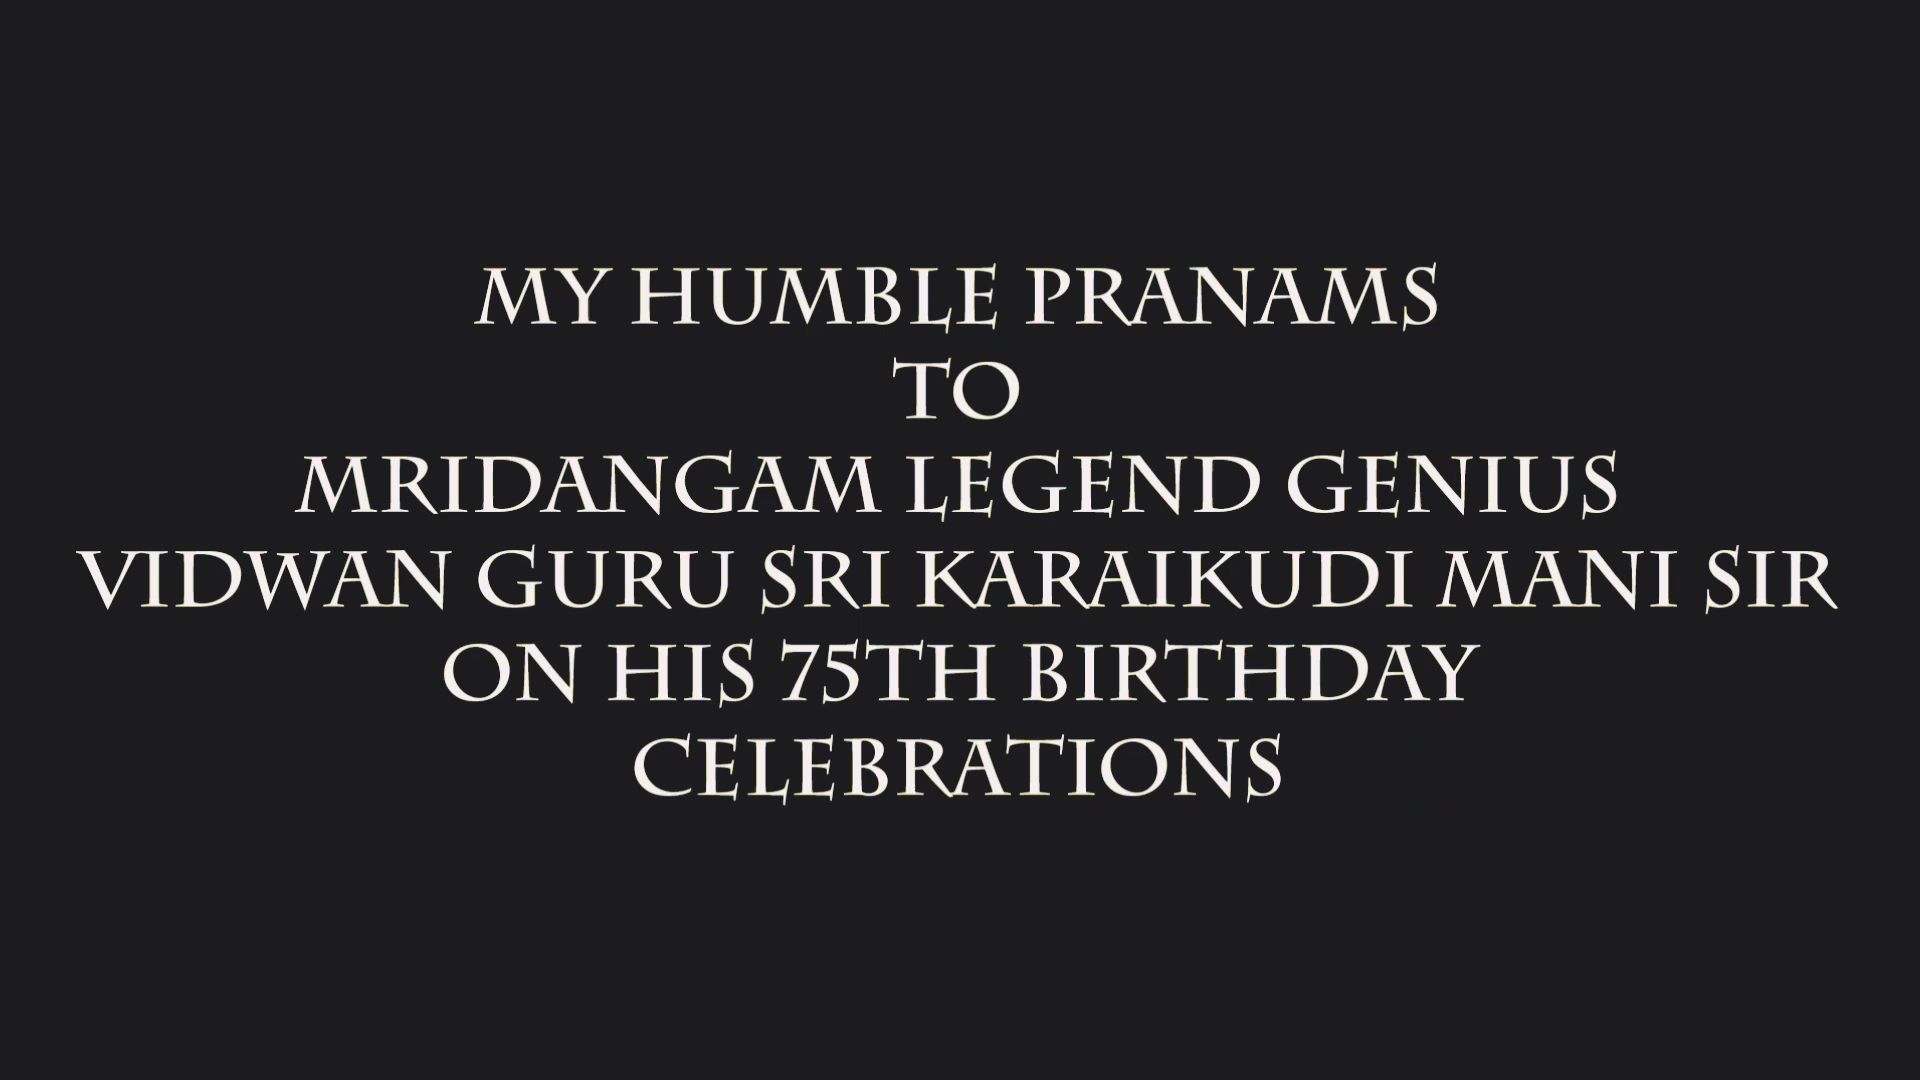 MY HUMBLE PRANAMS
TO
MRIDANGAM LEGEND GENIUS
VIDWAN GURU SRI KARAIKUDI MANI SIR
ON HIS 75TH BIRTHDAY
CELEBRATIONS